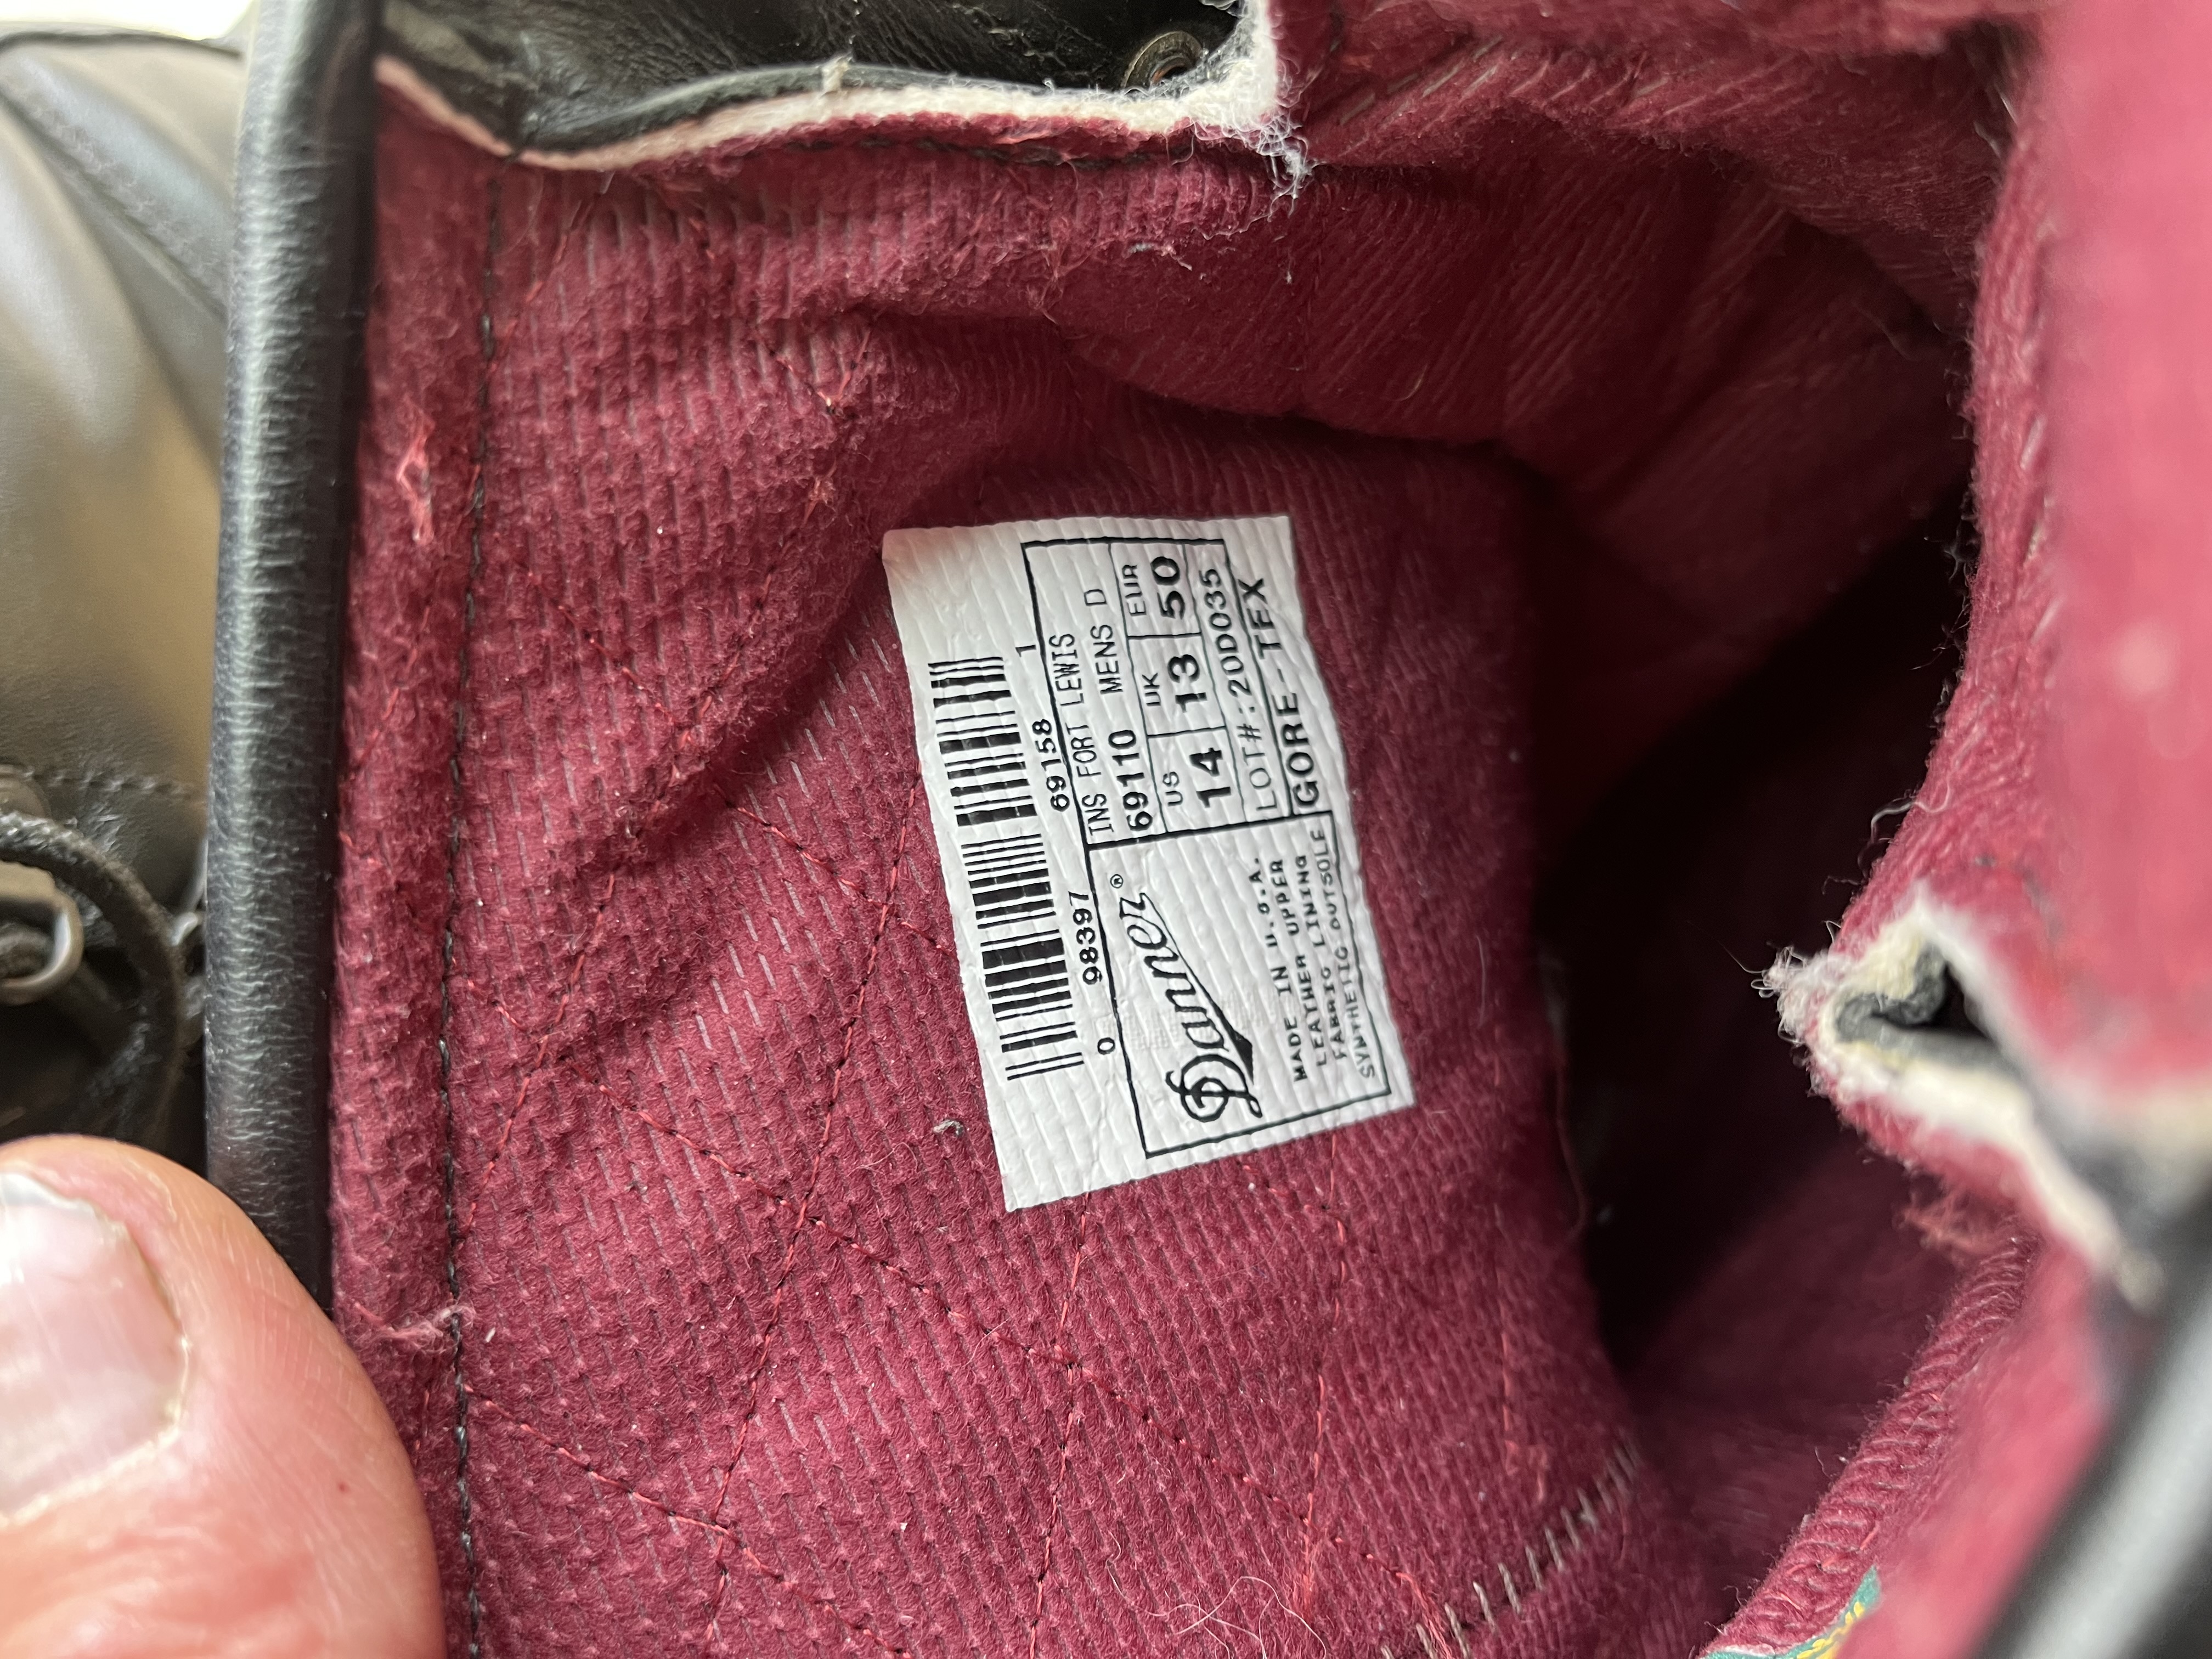 0 98397 69158 1
INS FORT LEWIS
69110 MENS D
US UK EUR
14 13 50
LOT#:20D035
GORE-TEX
Danner®
MADE IN U.S.A.
LEATHER UPPER
FABRIC LINING
SYNTHETIC OUTSOLE